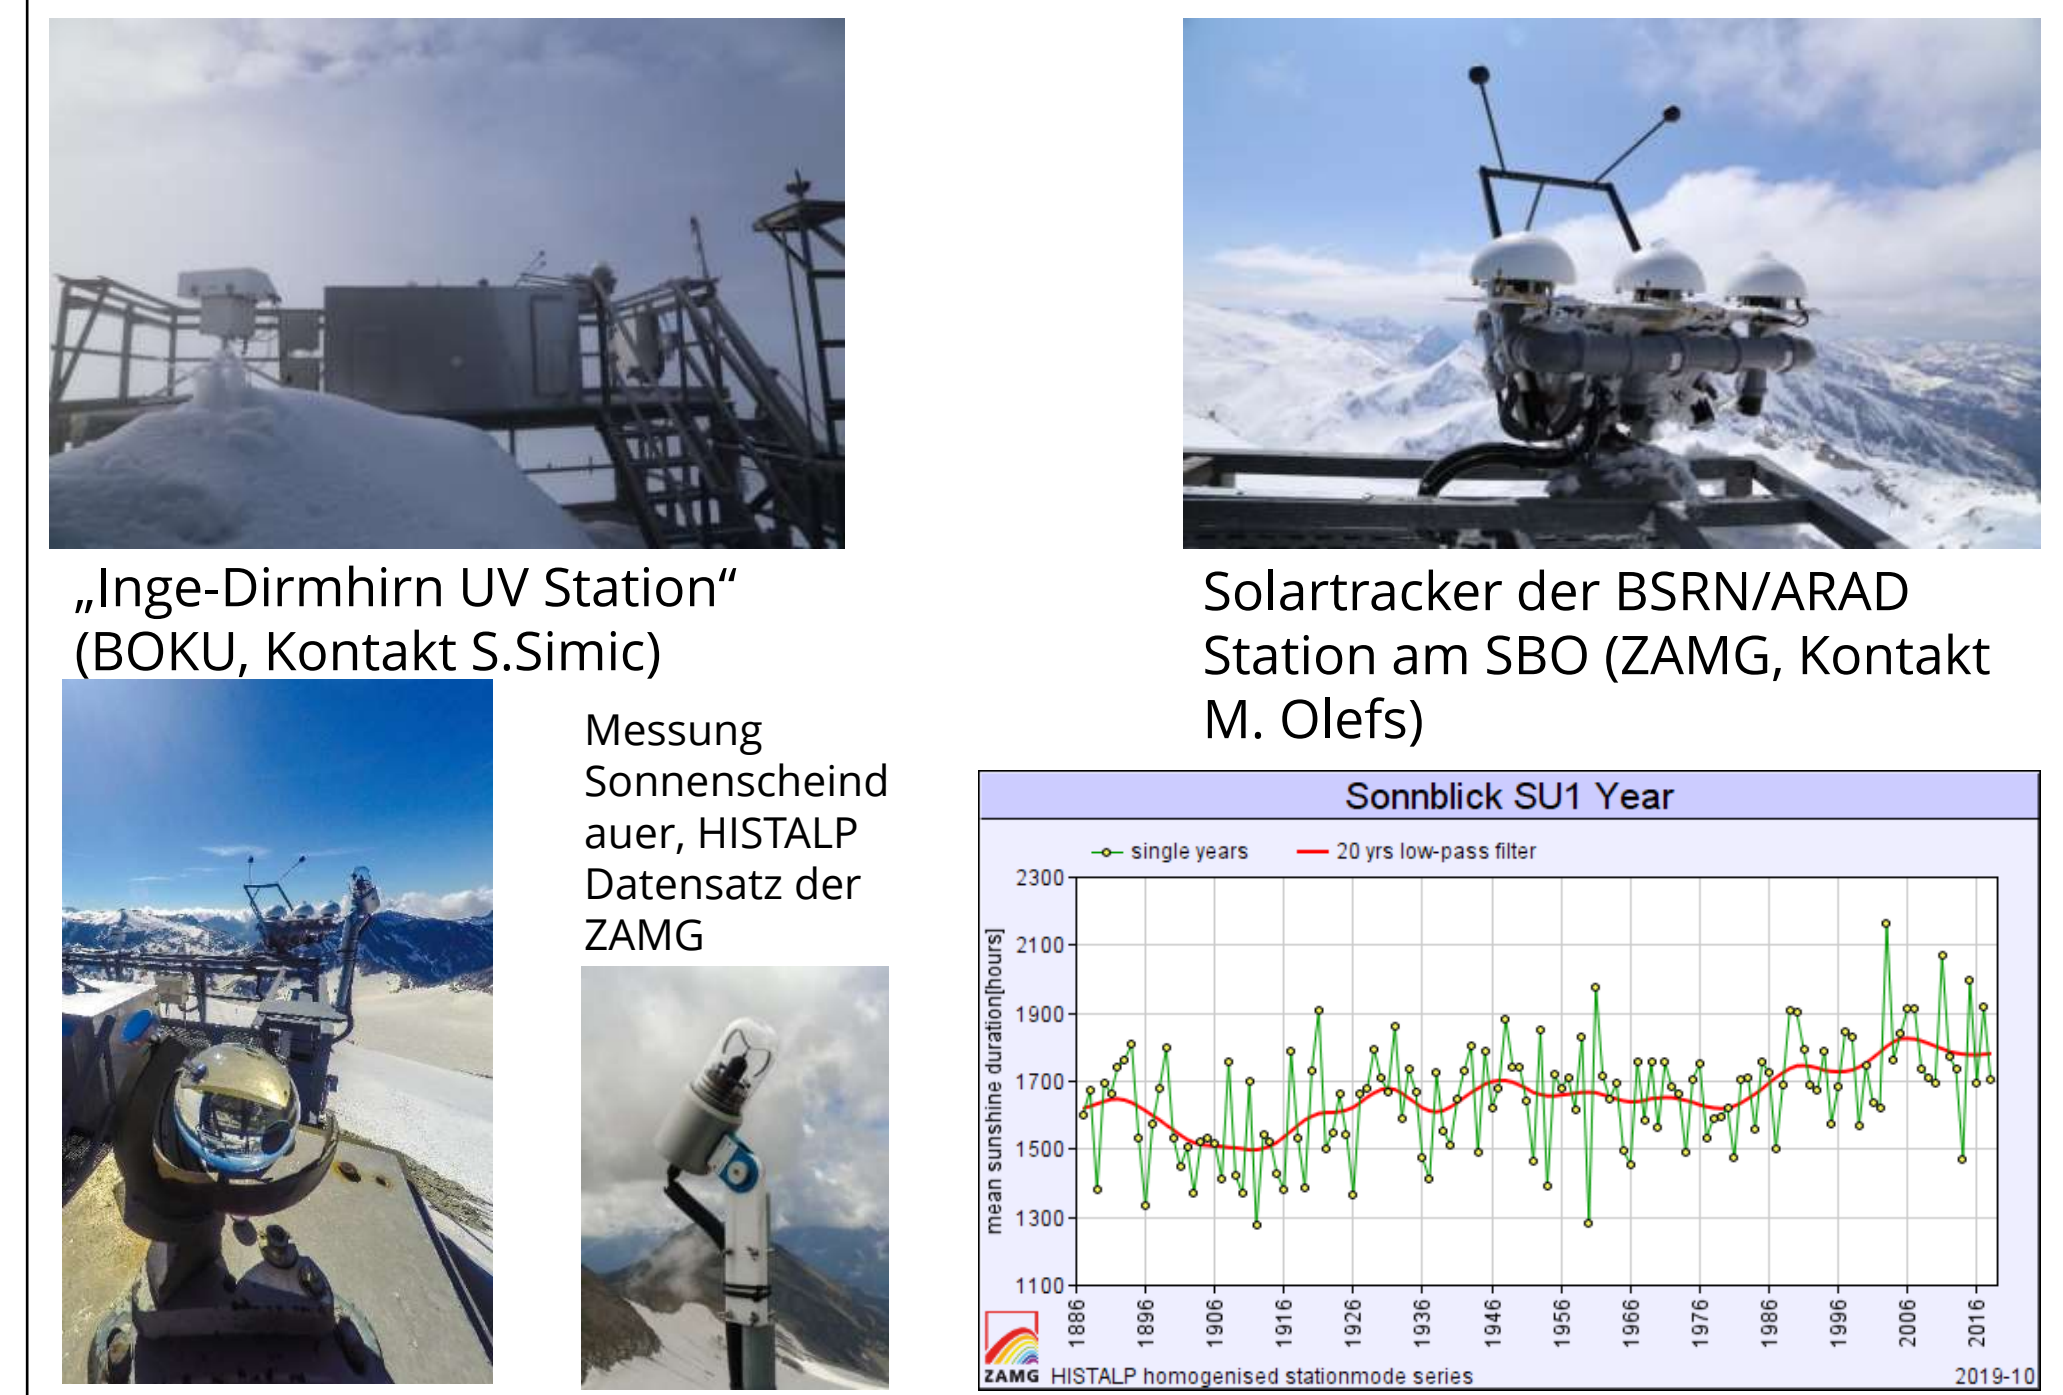 „Inge-Dirmhirn UV Station“
(BOKU, Kontakt S.Simic)
Solartracker der BSRN/ARAD
Station am SBO (ZAMG, Kontakt
M. Olefs)
Messung
Sonnenscheind
auer, HISTALP
Datensatz der
ZAMG
Sonnblick SU1 Year
single years
20 yrs low-pass filter
mean sunshine duration[hours]
2300
2100
1900
1700
1500
1300
1100
1886
1896
1906
1916
1926
1936
1946
1956
1966
1976
1986
1996
2006
2016
ZAMG
HISTALP homogenised stationmode series
2019-10